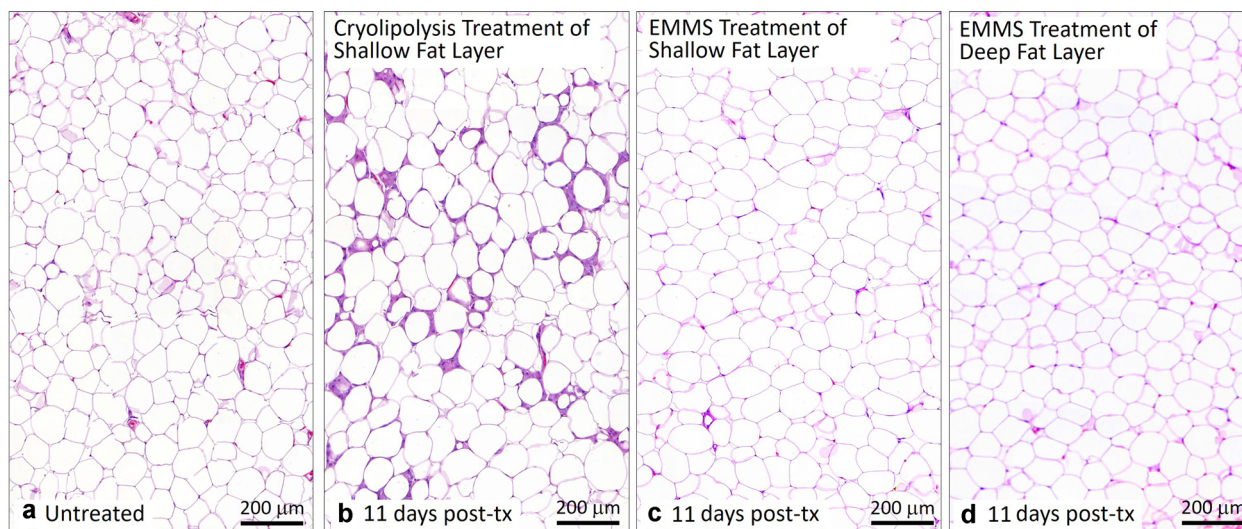 Cryolipolysis Treatment of
Shallow Fat Layer
EMMS Treatment of
Shallow Fat Layer
EMMS Treatment of
Deep Fat Layer
a Untreated
200 µm
b 11 days post-tx
200 µm
c 11 days post-tx
200 µm
d 11 days post-tx
200 µm